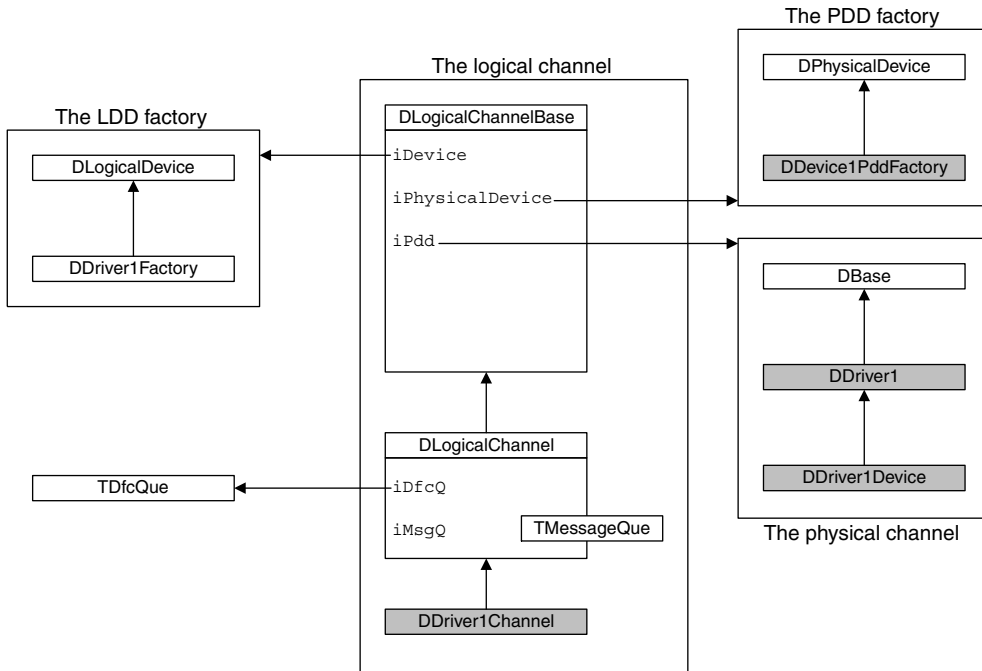 The PDD factory
DPhysicalDevice
DDevice1PddFactory
The logical channel
DLogicalChannelBase
iDevice
iPhysicalDevice
iPdd
The LDD factory
DLogicalDevice
DDriver1Factory
DBase
DDriver1
DDriver1Device
The physical channel
DLogicalChannel
iDfcQ
iMsgQ
TMessageQue
TDfcQue
DDriver1Channel